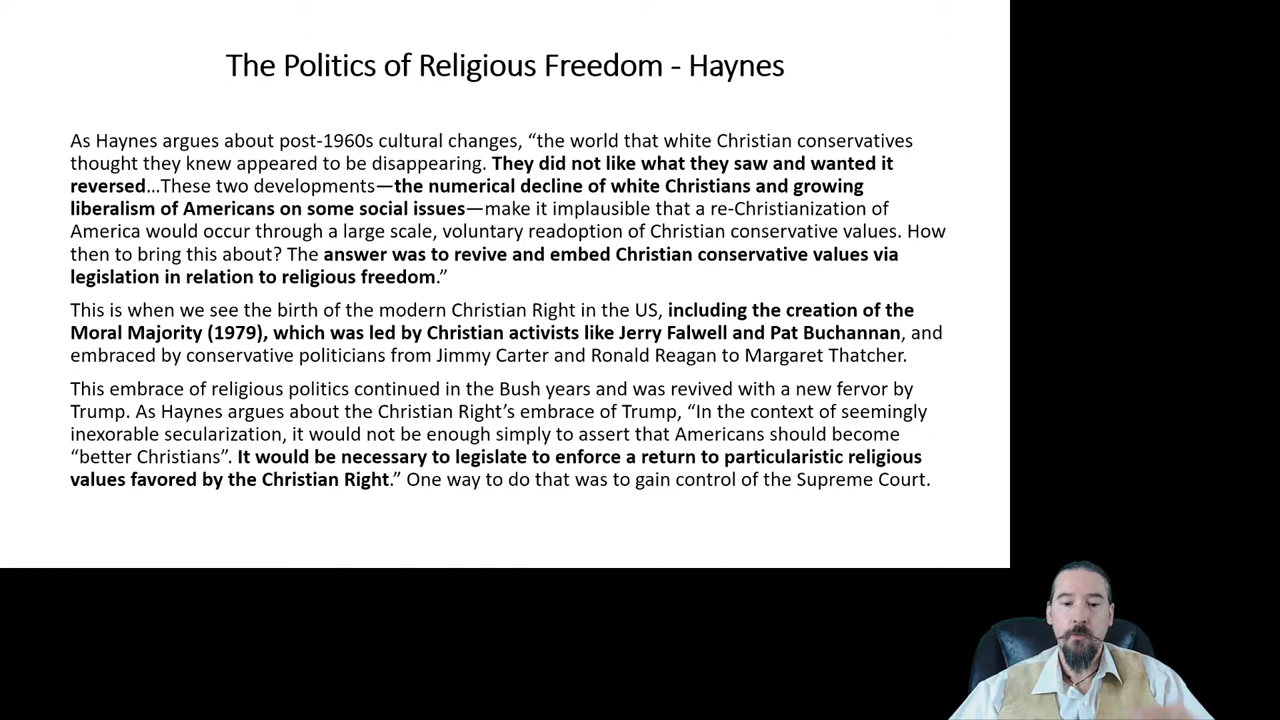 The Politics of Religious Freedom - Haynes
As Haynes argues about post-1960s cultural changes, “the world that white Christian conservatives
thought they knew appeared to be disappearing. They did not like what they saw and wanted it
reversed…These two developments—the numerical decline of white Christians and growing
liberalism of Americans on some social issues—make it implausible that a re-Christianization of
America would occur through a large scale, voluntary readoption of Christian conservative values. How
then to bring this about? The answer was to revive and embed Christian conservative values via
legislation in relation to religious freedom.”
This is when we see the birth of the modern Christian Right in the US, including the creation of the
Moral Majority (1979), which was led by Christian activists like Jerry Falwell and Pat Buchannan, and
embraced by conservative politicians from Jimmy Carter and Ronald Reagan to Margaret Thatcher.
This embrace of religious politics continued in the Bush years and was revived with a new fervor by
Trump. As Haynes argues about the Christian Right’s embrace of Trump, “In the context of seemingly
inexorable secularization, it would not be enough simply to assert that Americans should become
“better Christians”. It would be necessary to legislate to enforce a return to particularistic religious
values favored by the Christian Right.” One way to do that was to gain control of the Supreme Court.